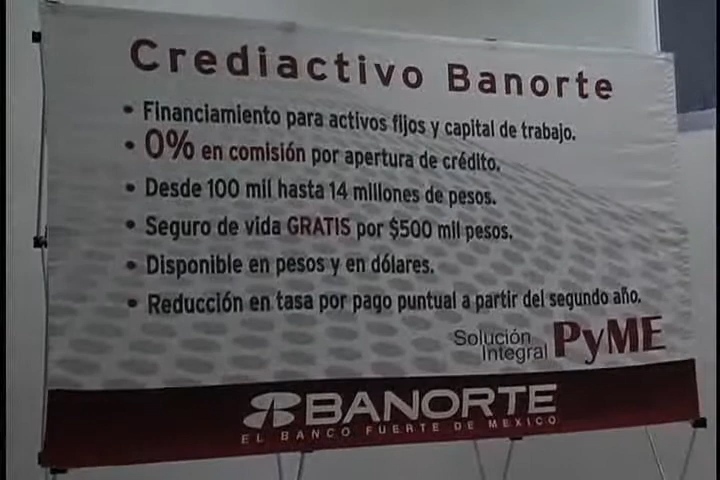 Crediactivo Banorte
• Financiamiento para activos fijos y capital de trabajo.
• 0% en comisión por apertura de crédito.
• Desde 100 mil hasta 14 millones de pesos.
• Seguro de vida GRATIS por $500 mil pesos.
• Disponible en pesos y en dólares.
• Reducción en tasa por pago puntual a partir del segundo año.
Solución Integral PyME
BANORTE
EL BANCO FUERTE DE MEXICO